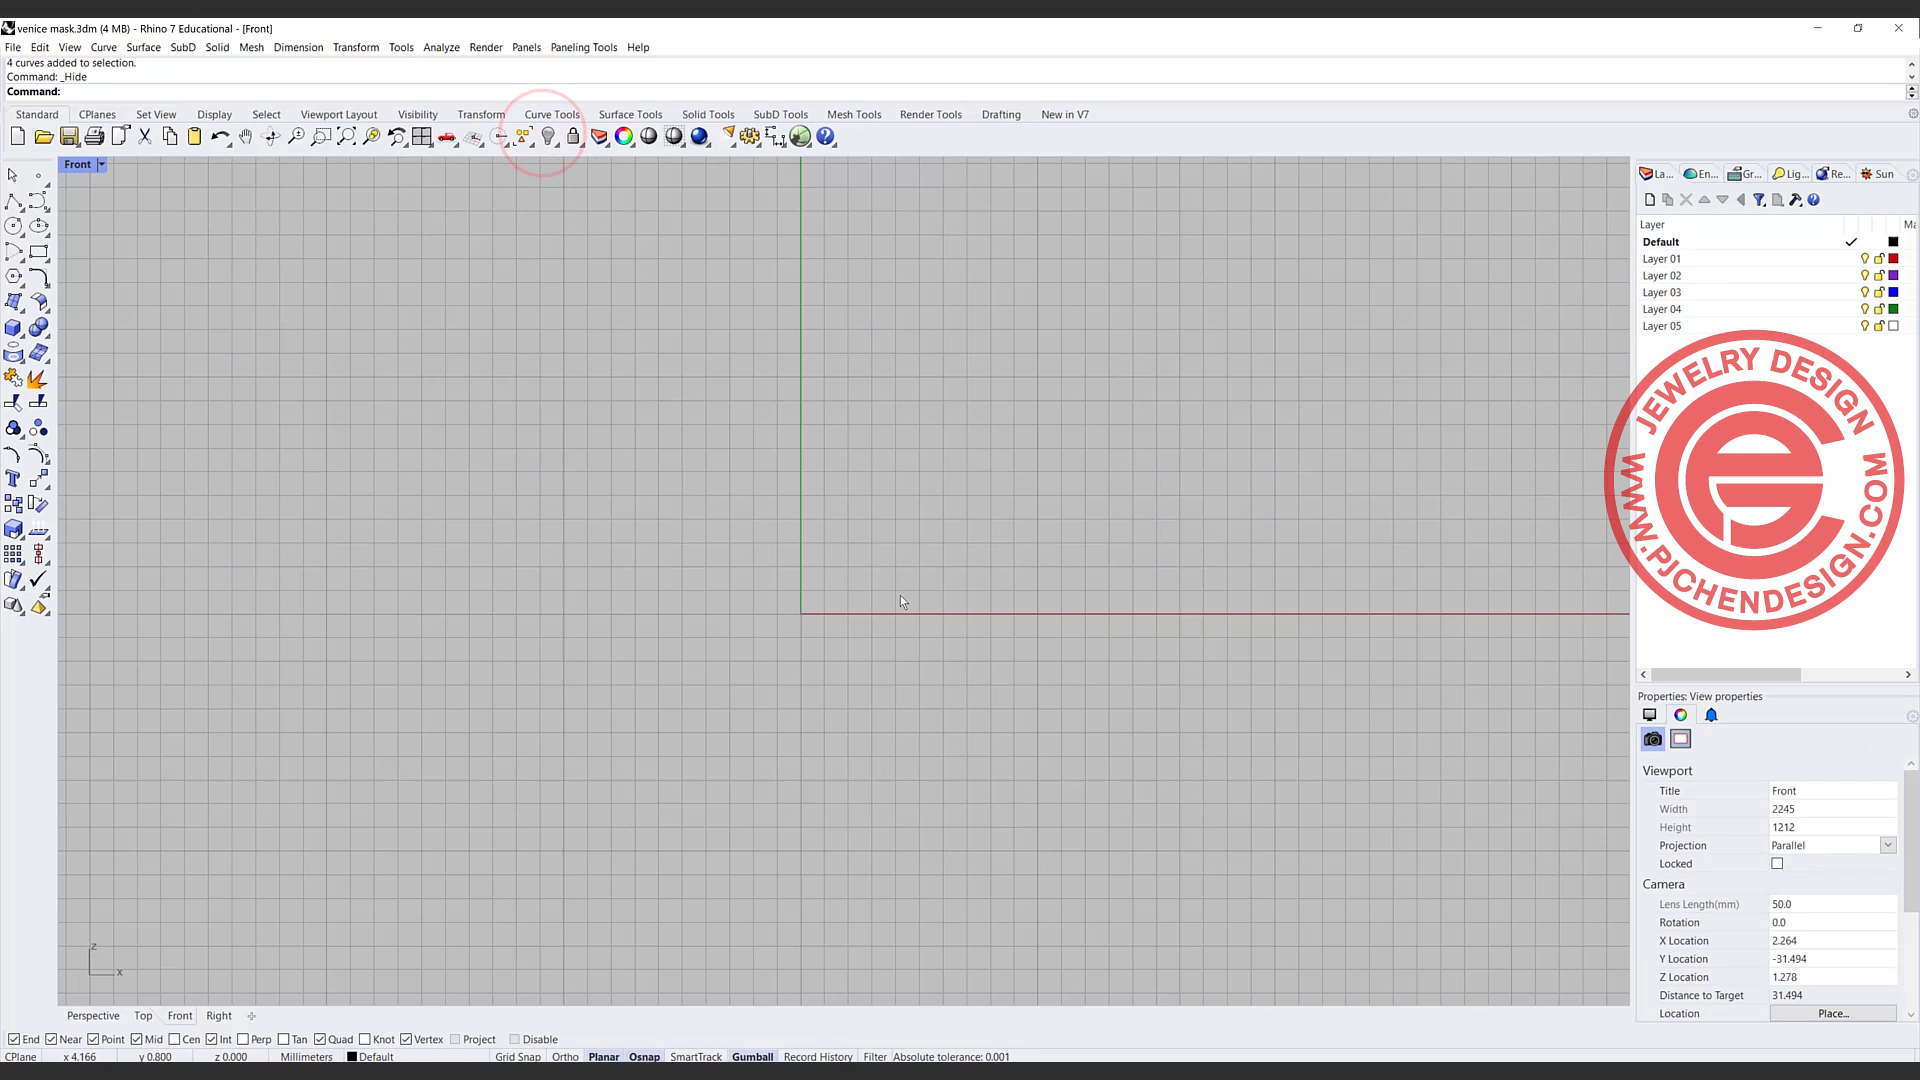 venice mask.3dm (4 MB) - Rhino 7 Educational - [Front]
File Edit View Curve Surface SubD Solid Mesh Dimension Transform Tools Analyze Render Panels Paneling Tools Help
4 curves added to selection.
Command: _Hide
Command:
Standard CPlanes Set View Display Select Viewport Layout Visibility Transform Curve Tools Surface Tools Solid Tools SubD Tools Mesh Tools Render Tools Drafting New in V7
Front
La... En... Gr... Lig... Re... Sun
Layer Ma
Default
Layer 01
Layer 02
Layer 03
Layer 04
Layer 05
JEWELRY DESIGN
WWW.PJCHENDESIGN.COM
Properties: View properties
Viewport
Title Front
Width 2245
Height 1212
Projection Parallel
Locked
Camera
Lens Length(mm) 50.0
Rotation 0.0
X Location 2.264
Y Location -31.494
Z Location 1.278
Distance to Target 31.494
Location Place...
z
x
Perspective Top Front Right
End Near Point Mid Cen Int Perp Tan Quad Knot Vertex Project Disable
CPlane x 4.166 y 0.800 z 0.000 Millimeters Default Grid Snap Ortho Planar Osnap SmartTrack Gumball Record History Filter Absolute tolerance: 0.001